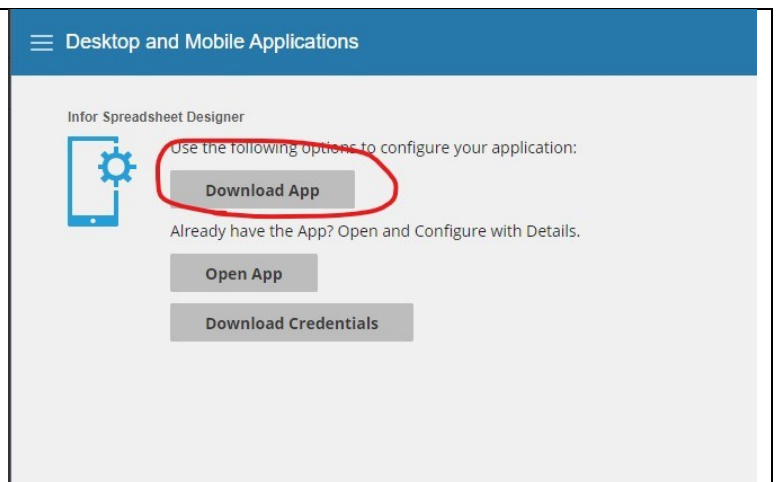 Desktop and Mobile Applications
Infor Spreadsheet Designer
Use the following options to configure your application:
Download App
Already have the App? Open and Configure with Details.
Open App
Download Credentials